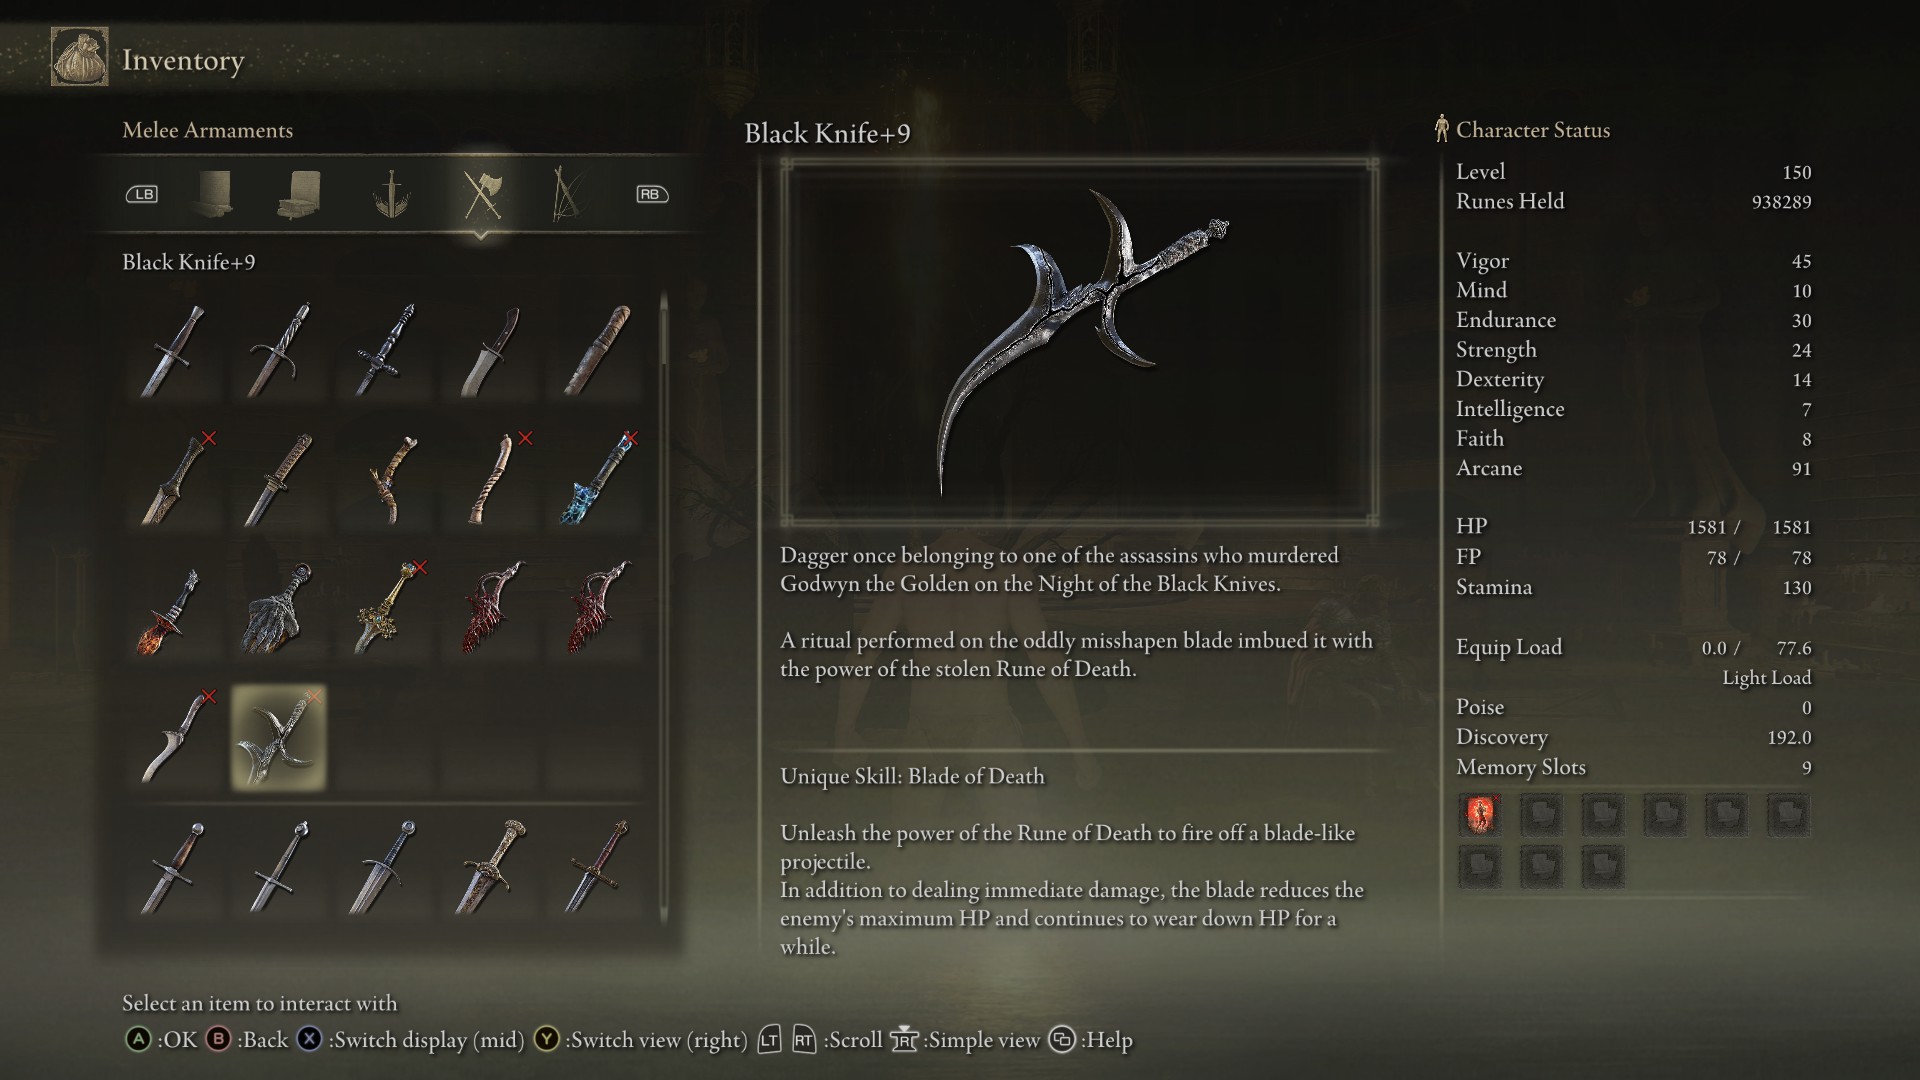 Inventory
Melee Armaments
LB
RB
Black Knife+9
Black Knife+9
Dagger once belonging to one of the assassins who murdered
Godwyn the Golden on the Night of the Black Knives.
A ritual performed on the oddly misshapen blade imbued it with
the power of the stolen Rune of Death.
Unique Skill: Blade of Death
Unleash the power of the Rune of Death to fire off a blade-like
projectile.
In addition to dealing immediate damage, the blade reduces the
enemy's maximum HP and continues to wear down HP for a
while.
Character Status
Level 150
Runes Held 938289
Vigor 45
Mind 10
Endurance 30
Strength 24
Dexterity 14
Intelligence 7
Faith 8
Arcane 91
HP 1581 / 1581
FP 78 / 78
Stamina 130
Equip Load 0.0 / 77.6
Light Load
Poise 0
Discovery 192.0
Memory Slots 9
Select an item to interact with
A :OK B :Back X :Switch display (mid) Y :Switch view (right) LT RT :Scroll R :Simple view :Help